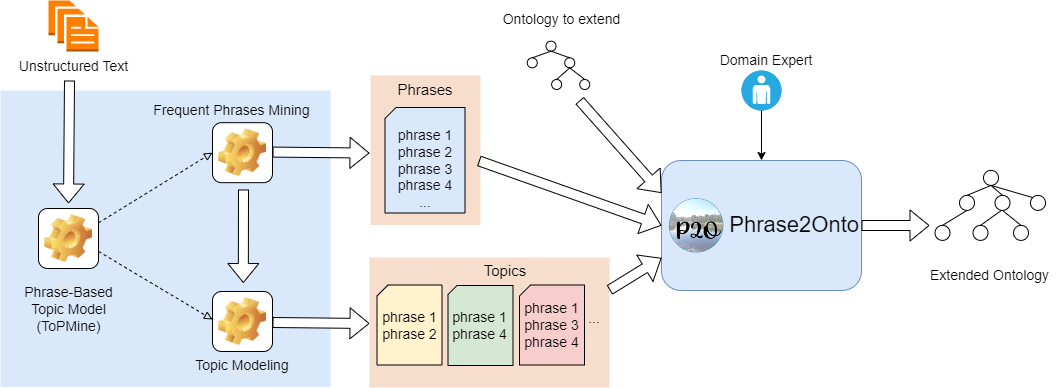 Unstructured Text
Phrase-Based
Topic Model
(ToPMine)
Frequent Phrases Mining
Topic Modeling
Phrases
phrase 1
phrase 2
phrase 3
phrase 4
...
Topics
phrase 1
phrase 2
phrase 1
phrase 4
phrase 1
phrase 3
phrase 4
...
Ontology to extend
Domain Expert
P2O
Phrase2Onto
Extended Ontology